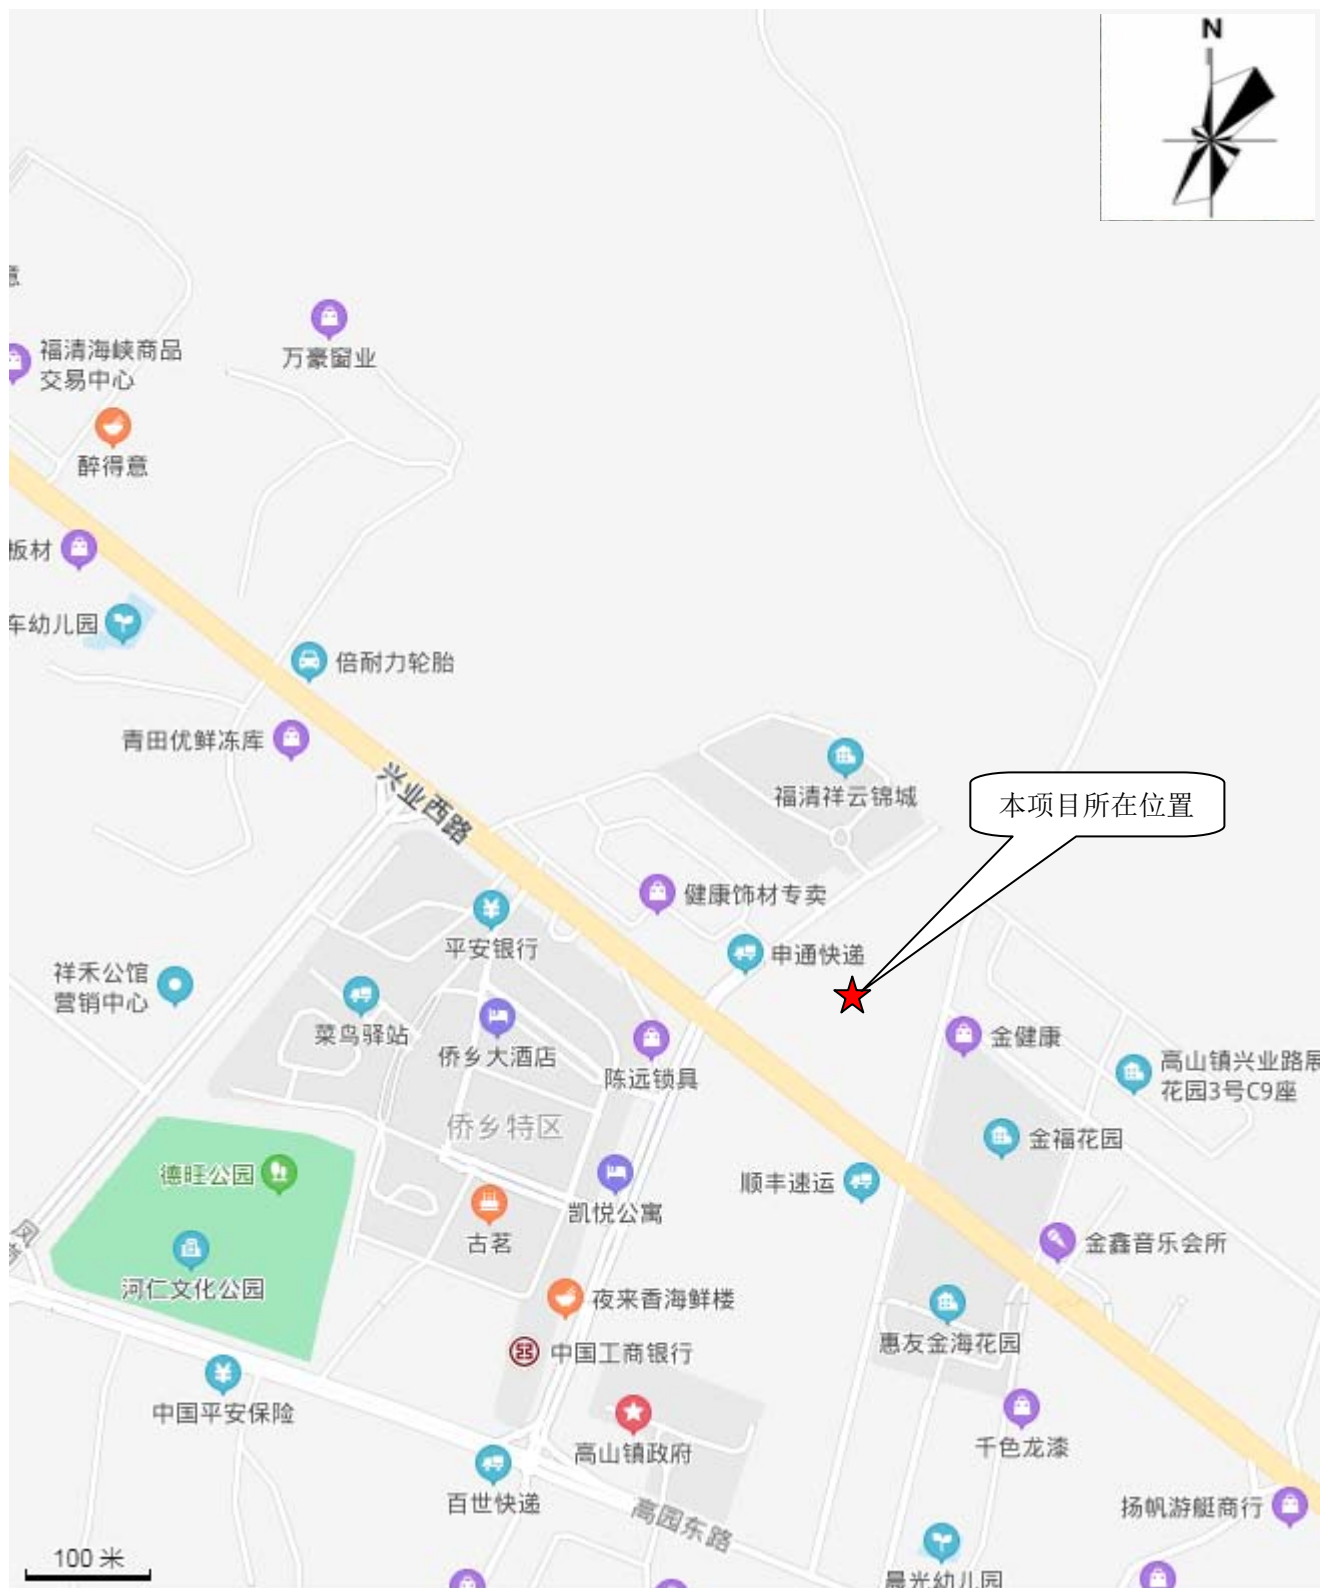 N
福清海峡商品
交易中心
万豪窗业
醉得意
板材
车幼儿园
倍耐力轮胎
青田优鲜冻库
兴业西路
福清祥云锦城
本项目所在位置
健康饰材专卖
平安银行
申通快递
祥禾公馆
营销中心
菜鸟驿站
侨乡大酒店
陈远锁具
金健康
高山镇兴业路展
花园3号C9座
侨乡特区
金福花园
德旺公园
顺丰速运
凯悦公寓
古茗
金鑫音乐会所
河仁文化公园
夜来香海鲜楼
惠友金海花园
中国工商银行
中国平安保险
高山镇政府
千色龙漆
百世快递
高园东路
扬帆游艇商行
100 米
晨光幼儿园